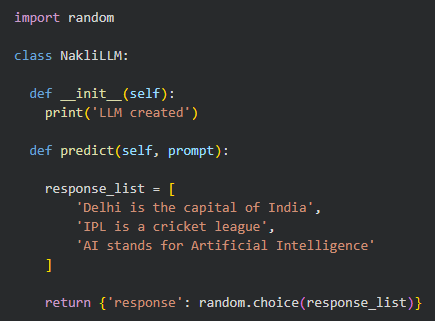 import random
class NakliLLM:
  def __init__(self):
    print('LLM created')
  def predict(self, prompt):
    response_list = [
        'Delhi is the capital of India',
        'IPL is a cricket league',
        'AI stands for Artificial Intelligence'
    ]
    return {'response': random.choice(response_list)}